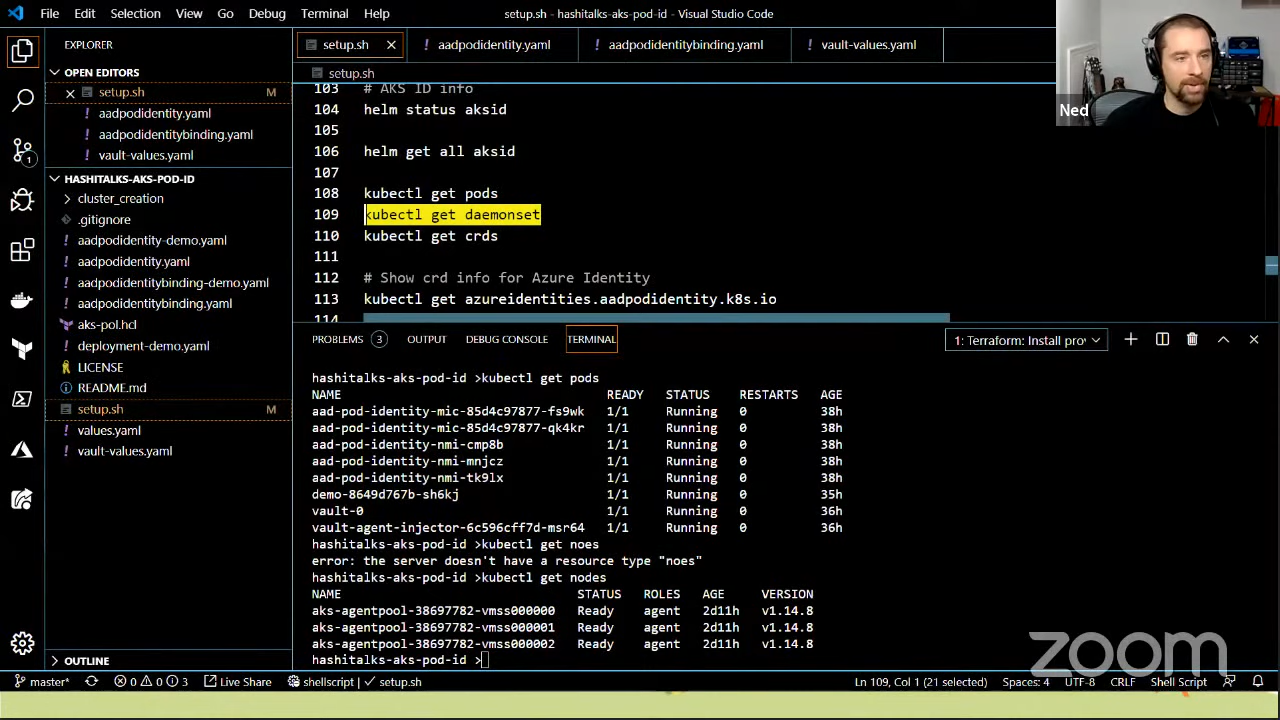 File Edit Selection View Go Debug Terminal Help
setup.sh - hashitalks-aks-pod-id - Visual Studio Code
EXPLORER
OPEN EDITORS
setup.sh M
aadpodidentity.yaml
aadpodidentitybinding.yaml
vault-values.yaml
HASHITALKS-AKS-POD-ID
cluster_creation
.gitignore
aadpodidentity-demo.yaml
aadpodidentity.yaml
aadpodidentitybinding-demo.yaml
aadpodidentitybinding.yaml
aks-pol.hd
deployment-demo.yaml
LICENSE
README.md
setup.sh M
values.yaml
vault-values.yaml
OUTLINE
setup.sh aadpodidentity.yaml aadpodidentitybinding.yaml vault-values.yaml
setup.sh
103 # AKS ID info
104 helm status aksid
105
106 helm get all aksid
107
108 kubectl get pods
109 kubectl get daemonset
110 kubectl get crds
111
112 # Show crd info for Azure Identity
113 kubectl get azureidentities.aadpodidentity.k8s.io
114
Ned
PROBLEMS 3 OUTPUT DEBUG CONSOLE TERMINAL 1: Terraform: Install prov
hashitalks-aks-pod-id >kubectl get pods
NAME READY STATUS RESTARTS AGE
aad-pod-identity-mic-85d4c97877-fs9wk 1/1 Running 0 38h
aad-pod-identity-mic-85d4c97877-qk4kr 1/1 Running 0 38h
aad-pod-identity-nmi-cmp8b 1/1 Running 0 38h
aad-pod-identity-nmi-mnjcz 1/1 Running 0 38h
aad-pod-identity-nmi-tk9lx 1/1 Running 0 38h
demo-8649d767b-sh6kj 1/1 Running 0 35h
vault-0 1/1 Running 0 36h
vault-agent-injector-6c596cff7d-msr64 1/1 Running 0 36h
hashitalks-aks-pod-id >kubectl get noes
error: the server doesn't have a resource type "noes"
hashitalks-aks-pod-id >kubectl get nodes
NAME STATUS ROLES AGE VERSION
aks-agentpool-38697782-vmss000000 Ready agent 2d11h v1.14.8
aks-agentpool-38697782-vmss000001 Ready agent 2d11h v1.14.8
aks-agentpool-38697782-vmss000002 Ready agent 2d11h v1.14.8
hashitalks-aks-pod-id >
zoom
master* 0 0 3 Live Share shellscript setup.sh Ln 109, Col 1 (21 selected) Spaces: 4 UTF-8 CRLF Shell Script
1